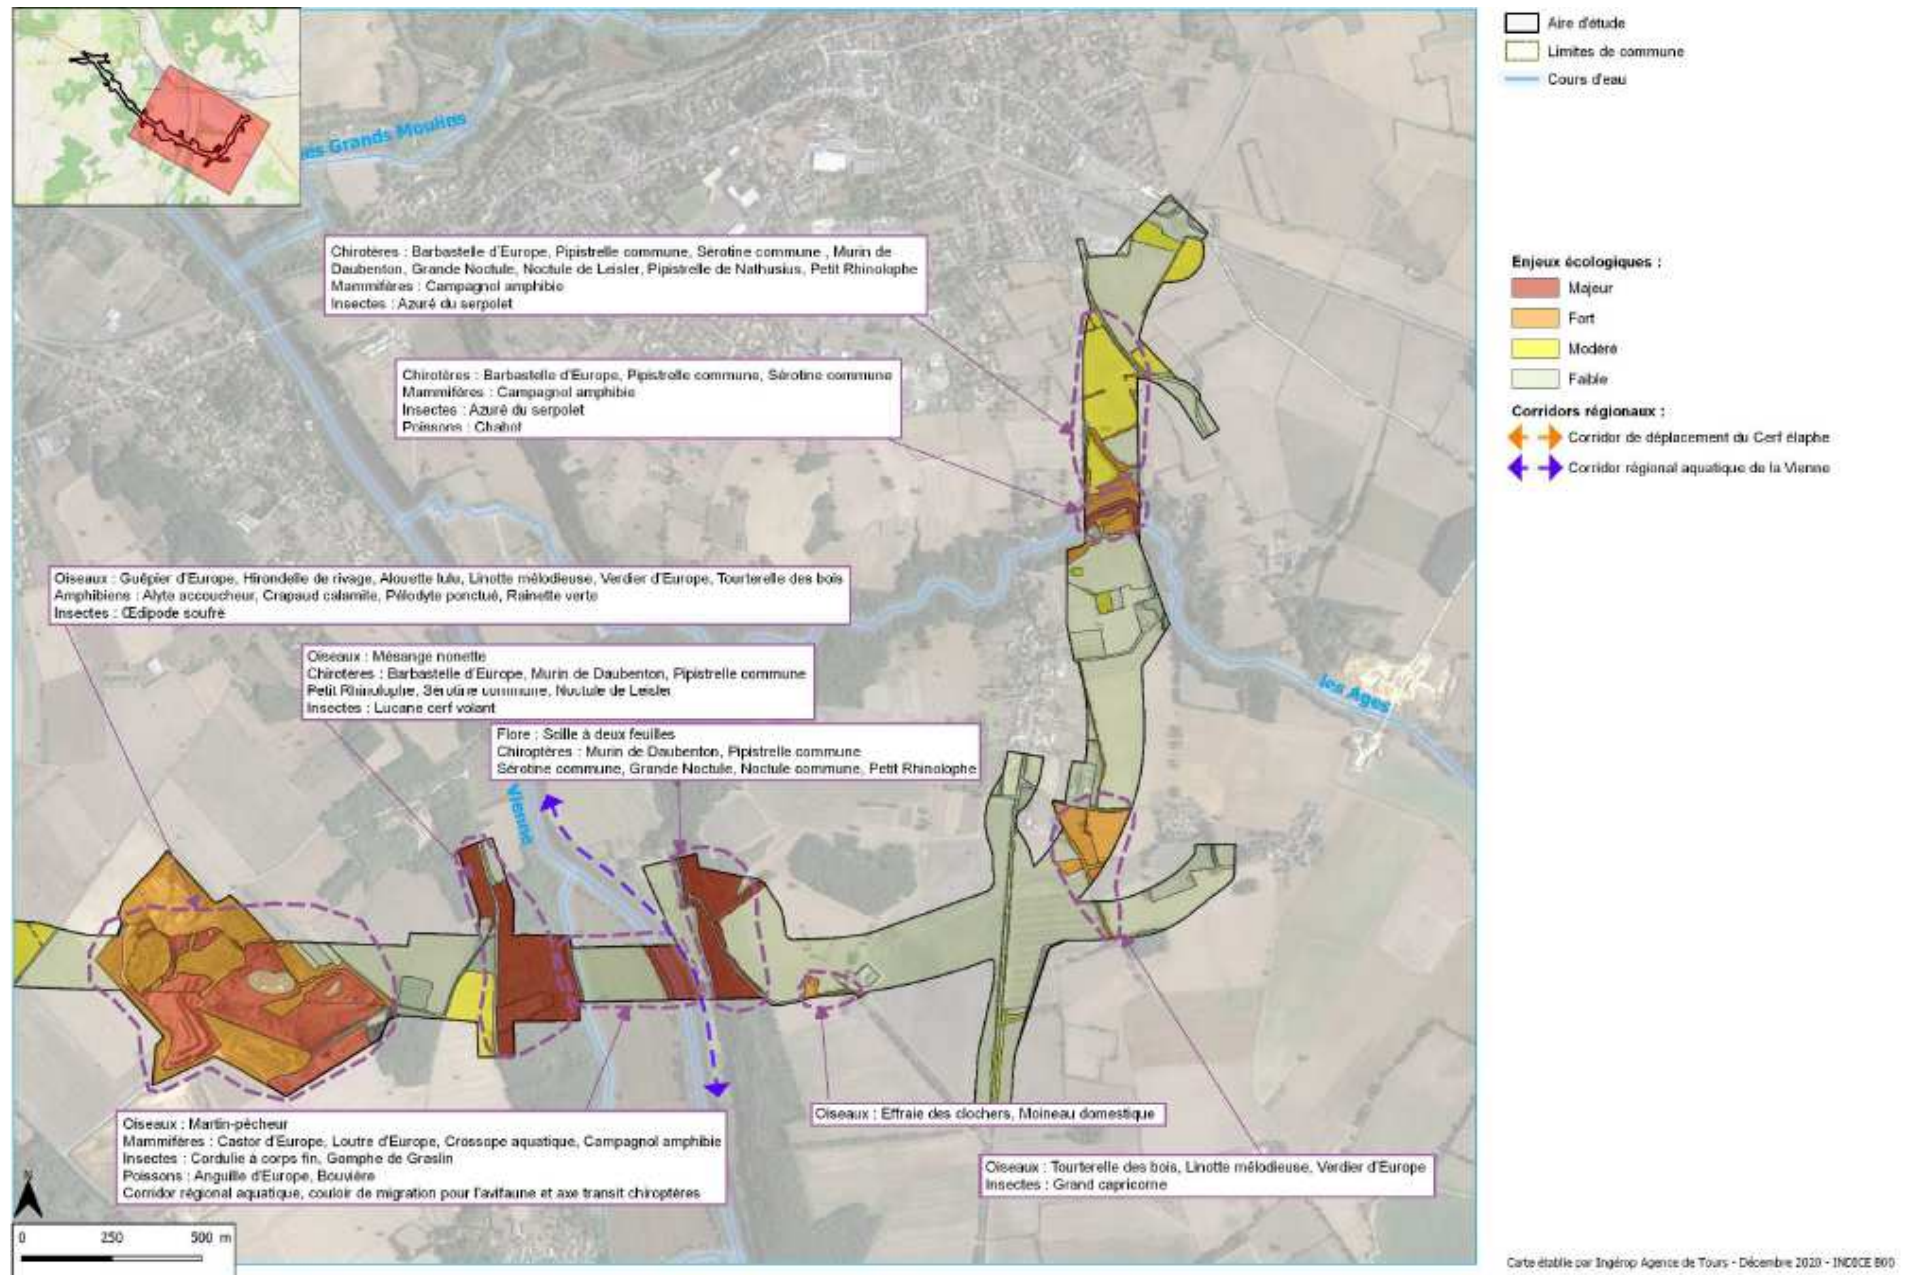 Aire d'étude
Limites de commune
Cours d'eau
es Grands Moulins
Chirotères : Barbastelle d'Europe, Pipistrelle commune, Sérotine commune , Murin de
Daubenton, Grande Noctule, Noctule de Leisler, Pipistrelle de Nathusius, Petit Rhinolophe
Mammifères : Campagnol amphibie
Insectes : Azuré du serpolet
Enjeux écologiques :
Majeur
Fort
Modéré
Faible
Corridors régionaux :
Corridor de déplacement du Cerf élaphe
Corridor régional aquatique de la Vienne
Chirotères : Barbastelle d'Europe, Pipistrelle commune, Sérotine commune
Mammifères : Campagnol amphibie
Insectes : Azuré du serpolet
Poissons : Chabot
Oiseaux : Guêpier d'Europe, Hirondelle de rivage, Alouette lulu, Linotte mélodieuse, Verdier d'Europe, Tourterelle des bois
Amphibiens : Alyte accoucheur, Crapaud calamite, Pélodyte ponctué, Rainette verte
Insectes : Œdipode soufré
Oiseaux : Mésange nonette
Chirotères : Barbastelle d'Europe, Murin de Daubenton, Pipistrelle commune
Petit Rhinolophe, Sérotine commune, Noctule de Leisler
Insectes : Lucane cerf volant
les Ages
Flore : Scille à deux feuilles
Chiroptères : Murin de Daubenton, Pipistrelle commune
Sérotine commune, Grande Noctule, Noctule commune, Petit Rhinolophe
Vienne
Oiseaux : Effraie des clochers, Moineau domestique
Oiseaux : Martin-pêcheur
Mammifères : Castor d'Europe, Loutre d'Europe, Crossope aquatique, Campagnol amphibie
Insectes : Cordulie à corps fin, Gomphe de Graslin
Poissons : Anguille d'Europe, Bouvière
Corridor régional aquatique, couloir de migration pour l'avifaune et axe transit chiroptères
Oiseaux : Tourterelle des bois, Linotte mélodieuse, Verdier d'Europe
Insectes : Grand capricorne
N
0 250 500 m
Carte établie par Ingérop Agence de Tours - Décembre 2020 - INDICE B00